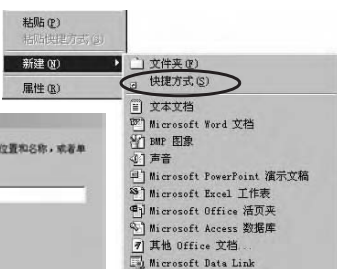 粘贴(P)
粘贴快捷方式(S)
新建(N)
属性(R)
文件夹(F)
快捷方式(S)
文本文档
Microsoft Word 文档
BMP 图象
声音
Microsoft PowerPoint 演示文稿
Microsoft Excel 工作表
Microsoft Office 活页夹
Microsoft Access 数据库
其他 Office 文档...
Microsoft Data Link
位置和名称，或者单